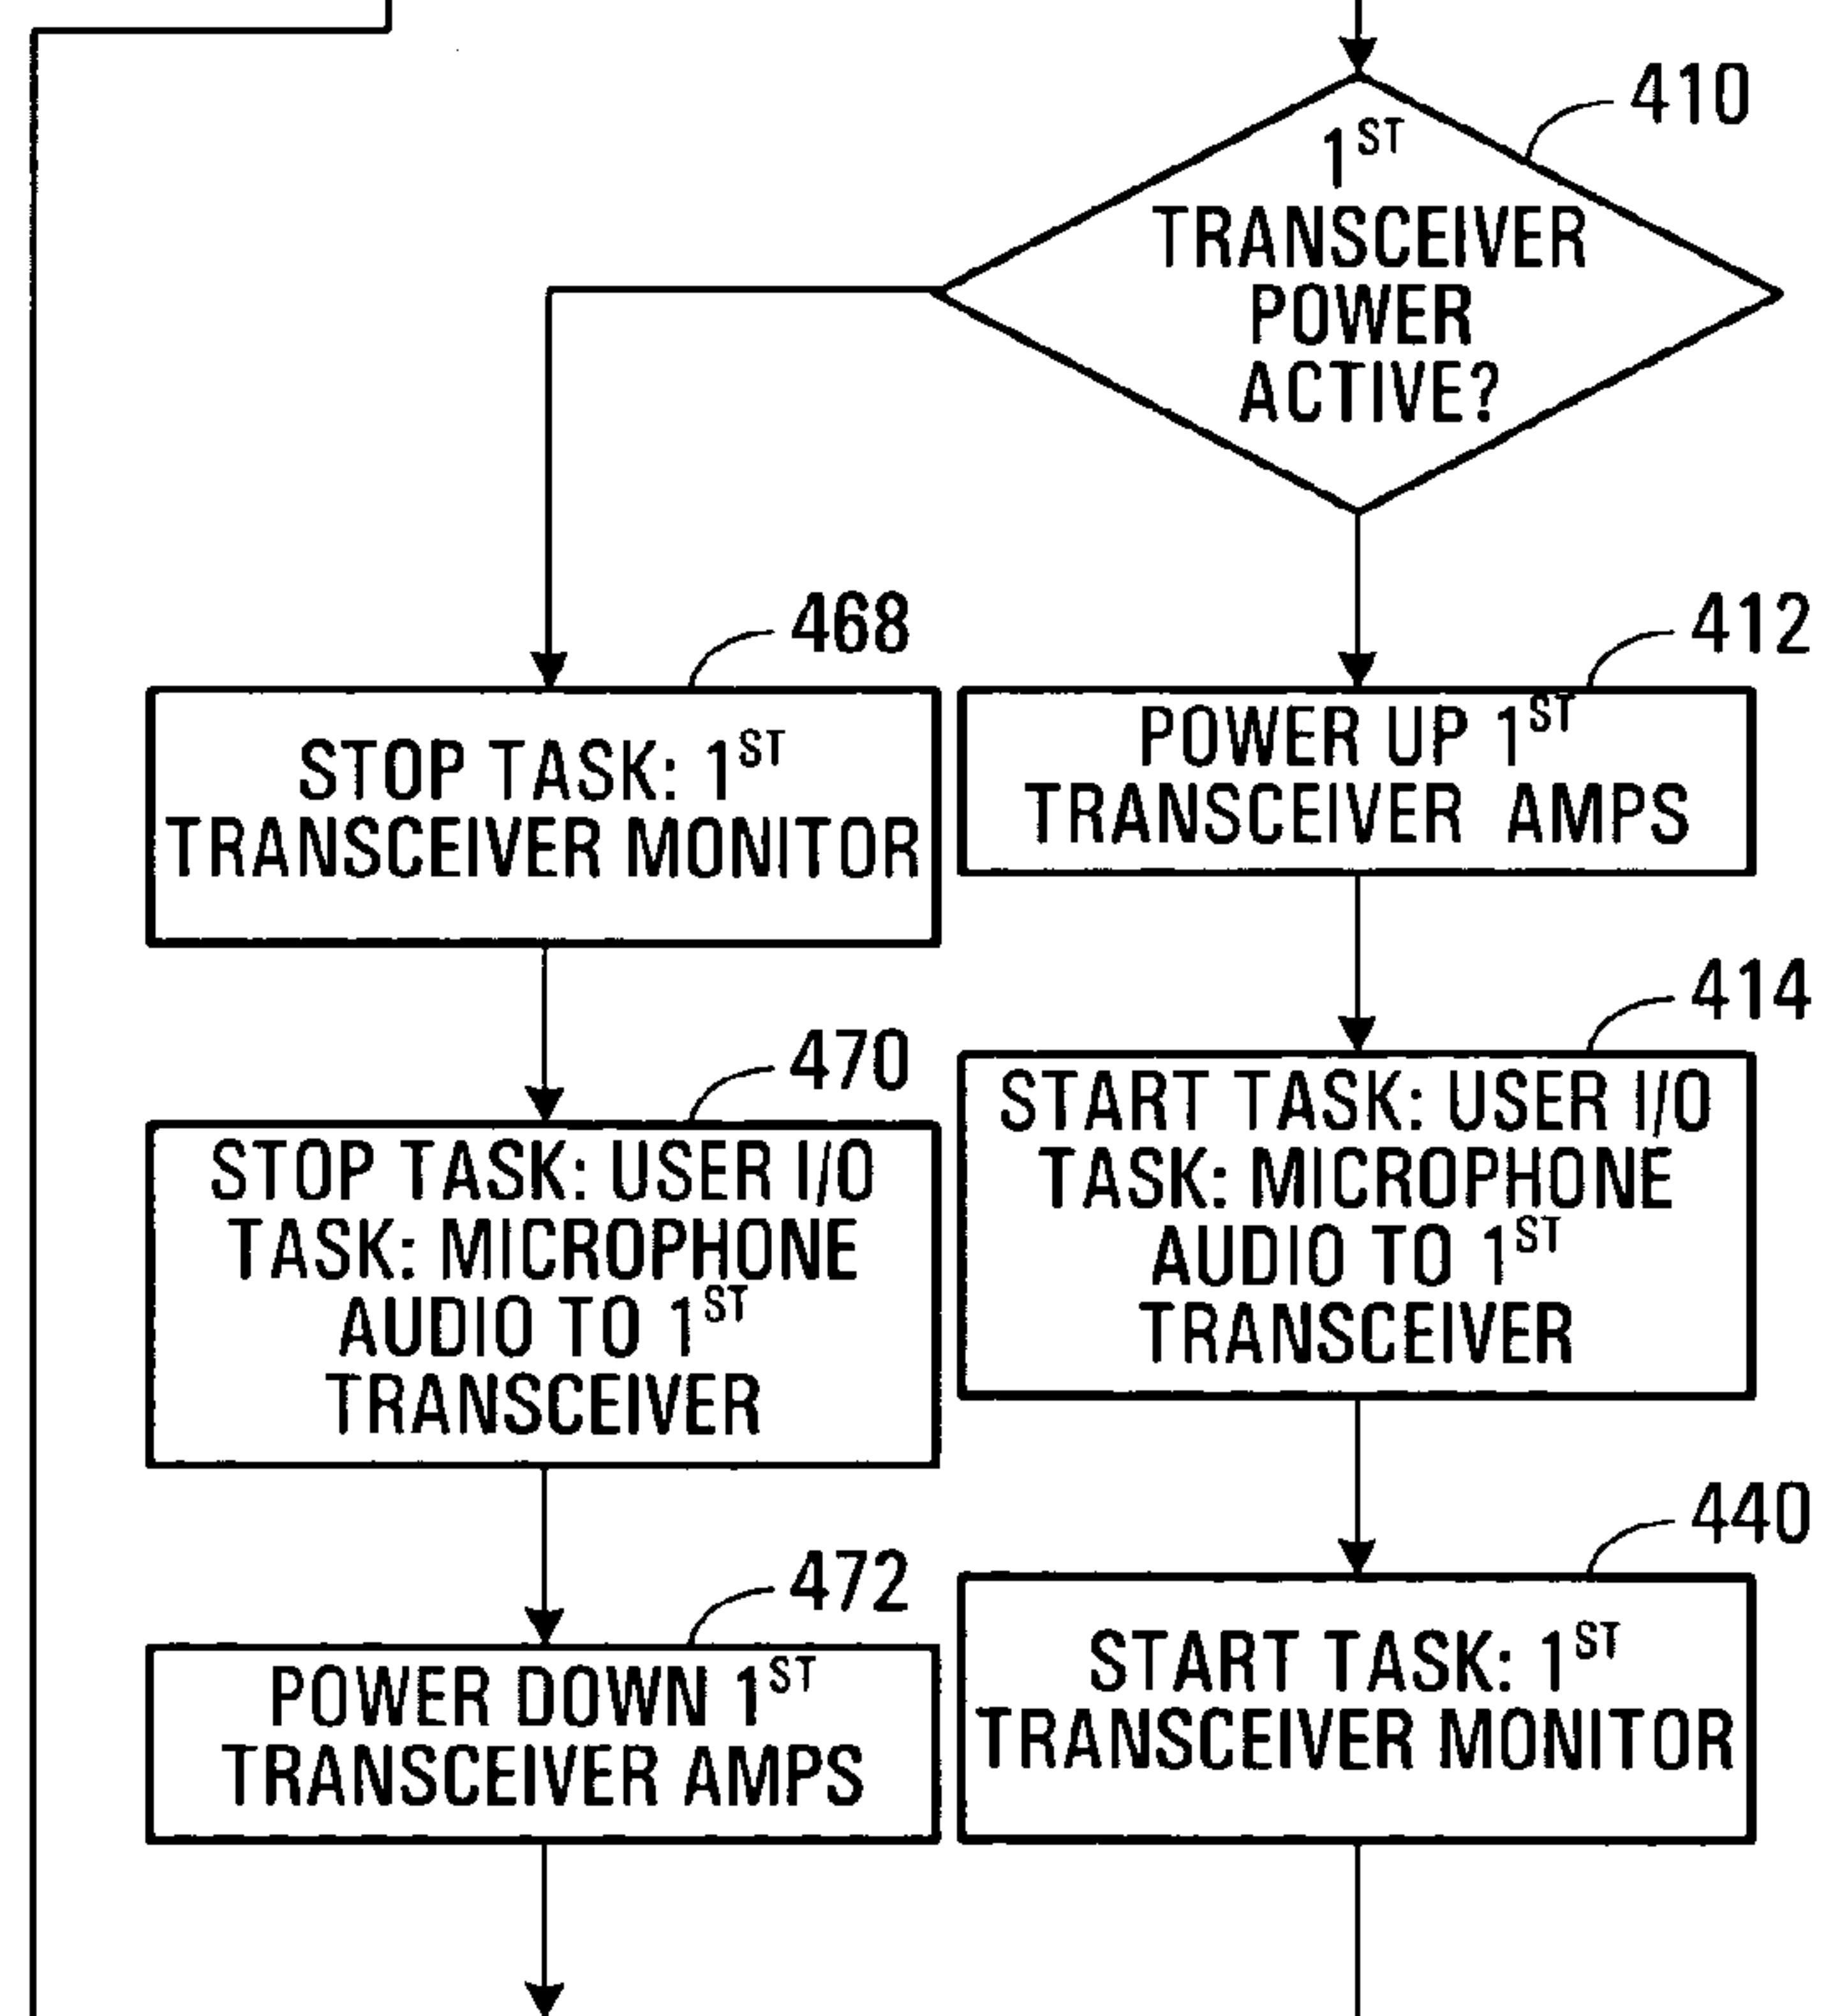 410
1ST
TRANSCEIVER
POWER
ACTIVE?
468
STOP TASK: 1ST
TRANSCEIVER MONITOR
412
POWER UP 1ST
TRANSCEIVER AMPS
470
STOP TASK: USER I/O
TASK: MICROPHONE
AUDIO TO 1ST
TRANSCEIVER
414
START TASK: USER I/O
TASK: MICROPHONE
AUDIO TO 1ST
TRANSCEIVER
472
POWER DOWN 1ST
TRANSCEIVER AMPS
440
START TASK: 1ST
TRANSCEIVER MONITOR